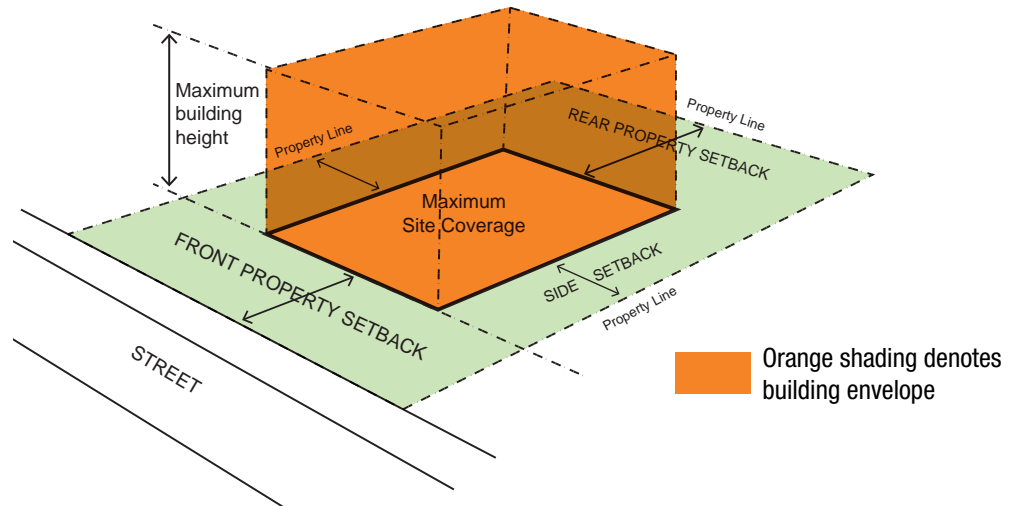 Maximum
building
height
Property Line
Property Line
REAR PROPERTY SETBACK
Maximum
Site Coverage
FRONT PROPERTY SETBACK
SIDE SETBACK
Property Line
STREET
Orange shading denotes
building envelope